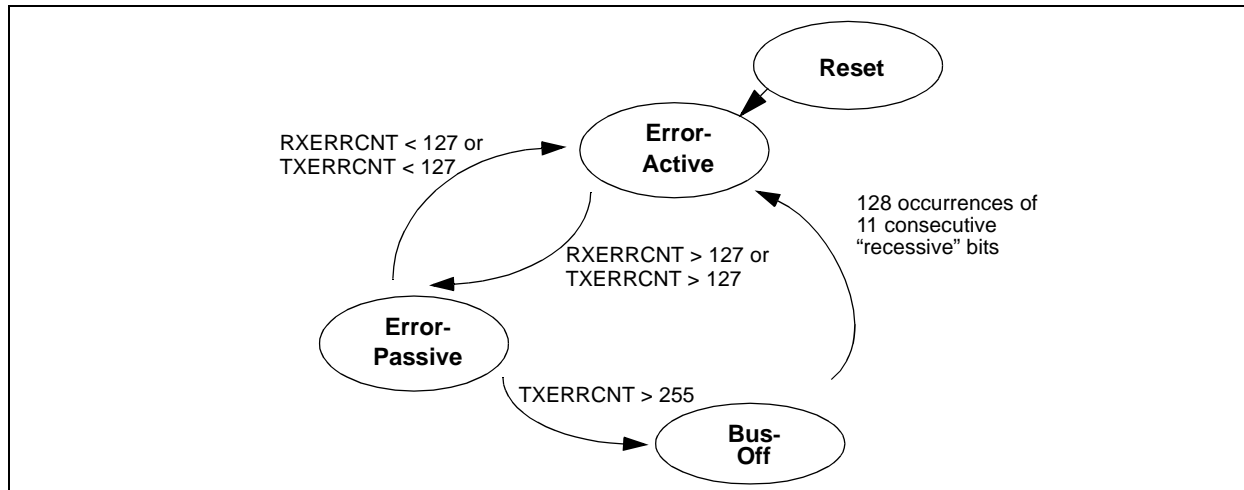 Reset
Error-
Active
RXERRCNT < 127 or
TXERRCNT < 127
128 occurrences of
11 consecutive
“recessive” bits
RXERRCNT > 127 or
TXERRCNT > 127
Error-
Passive
TXERRCNT > 255
Bus-
Off